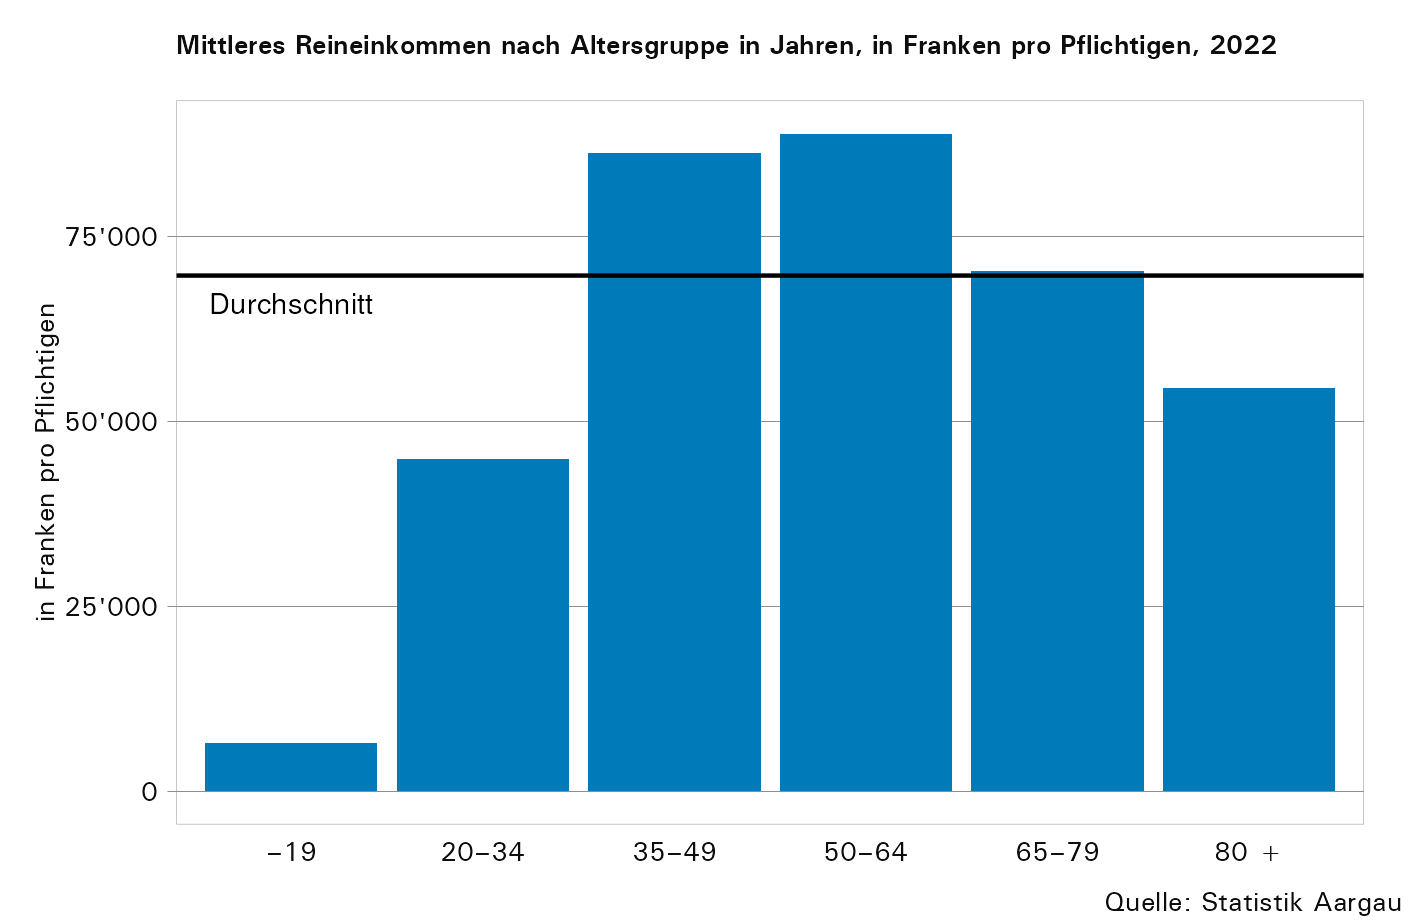 Mittleres Reineinkommen nach Altersgruppe in Jahren, in Franken pro Pflichtigen, 2022
in Franken pro Pflichtigen
75'000
50'000
25'000
0
Durchschnitt
–19
20–34
35–49
50–64
65–79
80 +
Quelle: Statistik Aargau